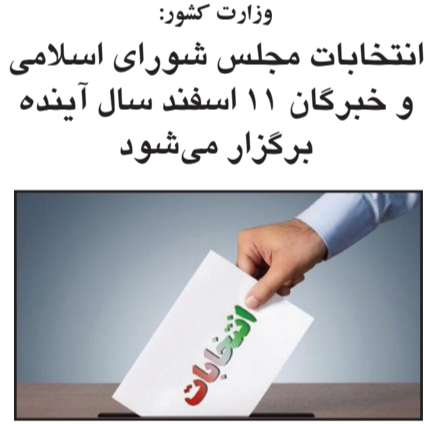 وزارت کشور:
انتخابات مجلس شورای اسلامی
و خبرگان ۱۱ اسفند سال آینده
برگزار می‌شود
انتخابات